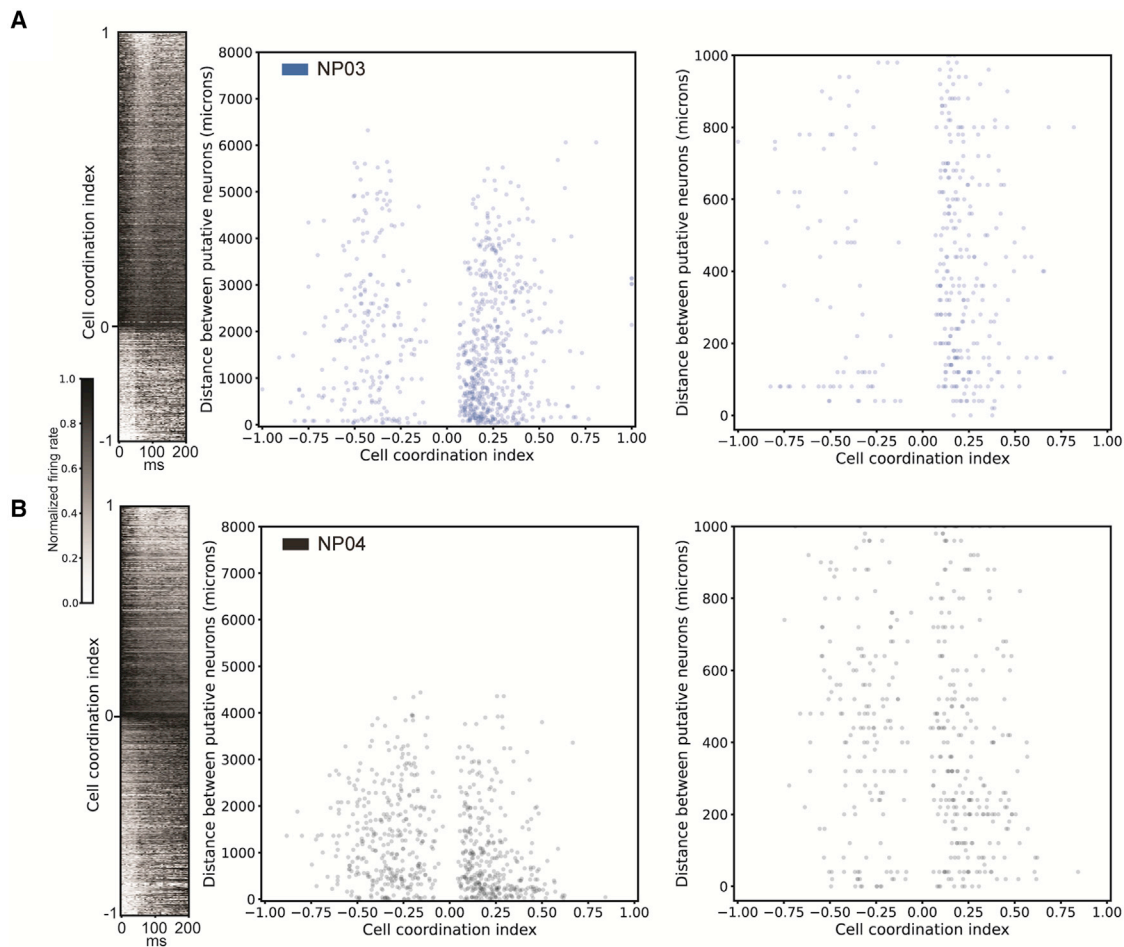 A
1
Cell coordination index
0
-1
0 100 200
ms
8000
7000
6000
5000
4000
3000
2000
1000
0
Distance between putative neurons (microns)
NP03
−1.00 −0.75 −0.50 −0.25 0.00 0.25 0.50 0.75 1.00
Cell coordination index
1000
800
600
400
200
0
Distance between putative neurons (microns)
−1.00 −0.75 −0.50 −0.25 0.00 0.25 0.50 0.75 1.00
Cell coordination index
1.0
0.8
0.6
0.4
0.2
0.0
Normalized firing rate
B
1
Cell coordination index
0
-1
0 100 200
ms
8000
7000
6000
5000
4000
3000
2000
1000
0
Distance between putative neurons (microns)
NP04
−1.00 −0.75 −0.50 −0.25 0.00 0.25 0.50 0.75 1.00
Cell coordination index
1000
800
600
400
200
0
Distance between putative neurons (microns)
−1.00 −0.75 −0.50 −0.25 0.00 0.25 0.50 0.75 1.00
Cell coordination index